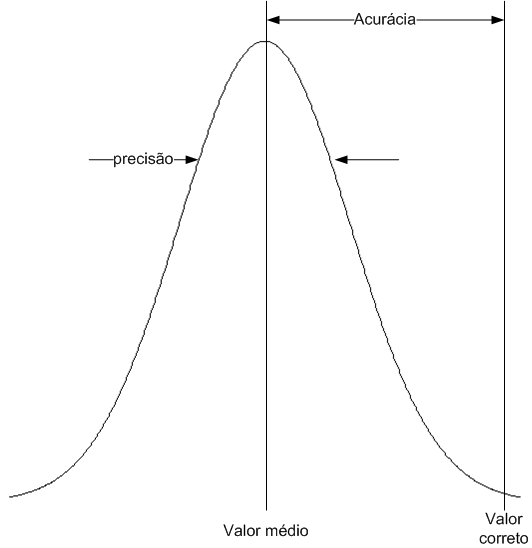 Acurácia
precisão
Valor médio
Valor
correto